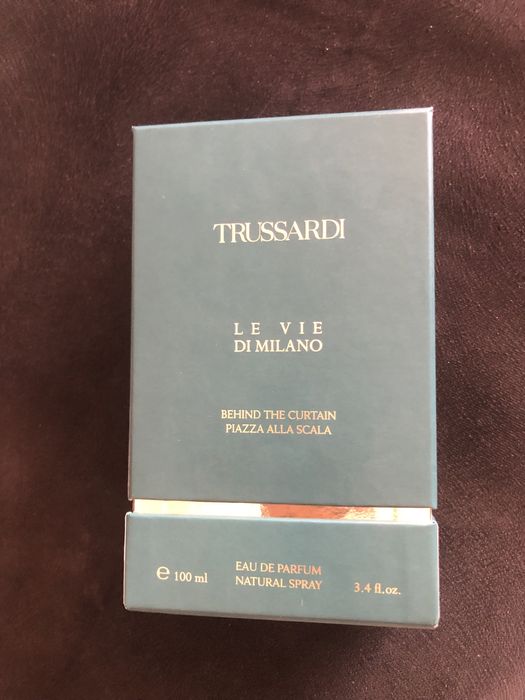 TRUSSARDI
LE VIE
DI MILANO
BEHIND THE CURTAIN
PIAZZA ALLA SCALA
℮ 100 ml
EAU DE PARFUM
NATURAL SPRAY
3.4 fl.oz.